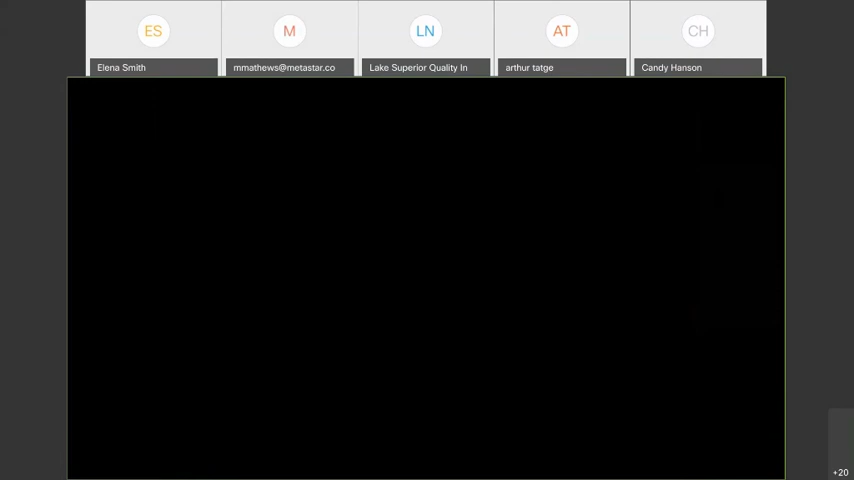 ES
M
LN
AT
CH
Elena Smith
mmathews@metastar.co
Lake Superior Quality In
arthur tatge
Candy Hanson
+20